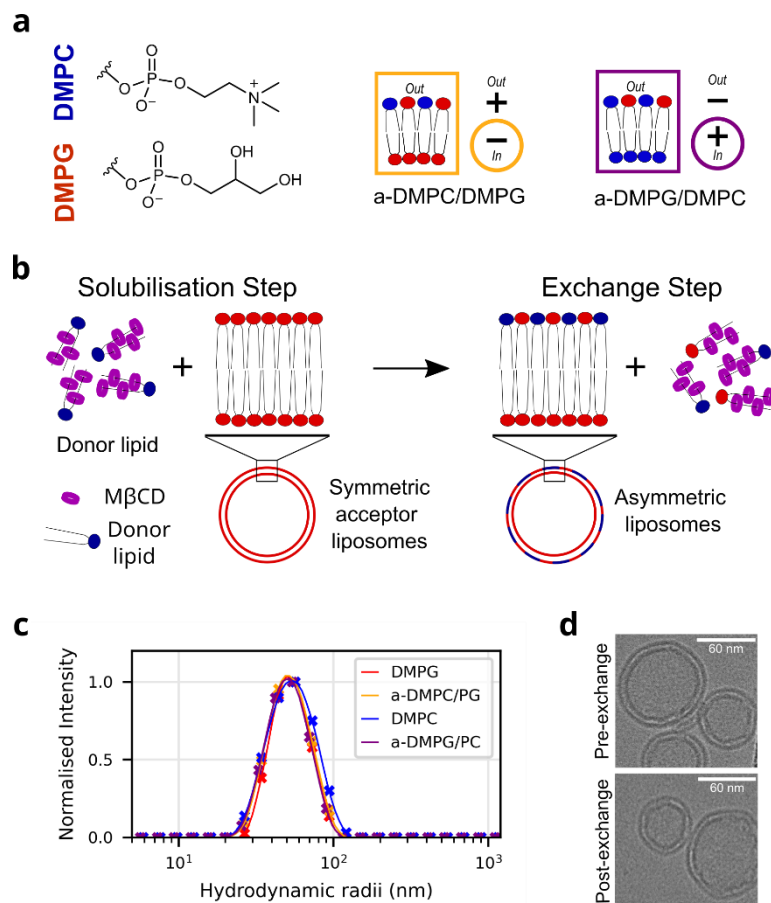 a
DMPC
O
O
P
O
O⁻
N
+
DMPG
O
O
P
O
O⁻
OH
OH
Out
Out
+
−
In
a-DMPC/DMPG
Out
Out
−
+
In
a-DMPG/DMPC
b
Solubilisation Step
Exchange Step
+
+
Donor lipid
MβCD
Donor
lipid
Symmetric
acceptor
liposomes
Asymmetric
liposomes
c
Normalised Intensity
1.0
0.5
0.0
DMPG
a-DMPC/PG
DMPC
a-DMPG/PC
10¹
10²
10³
Hydrodynamic radii (nm)
d
Pre-exchange
60 nm
Post-exchange
60 nm